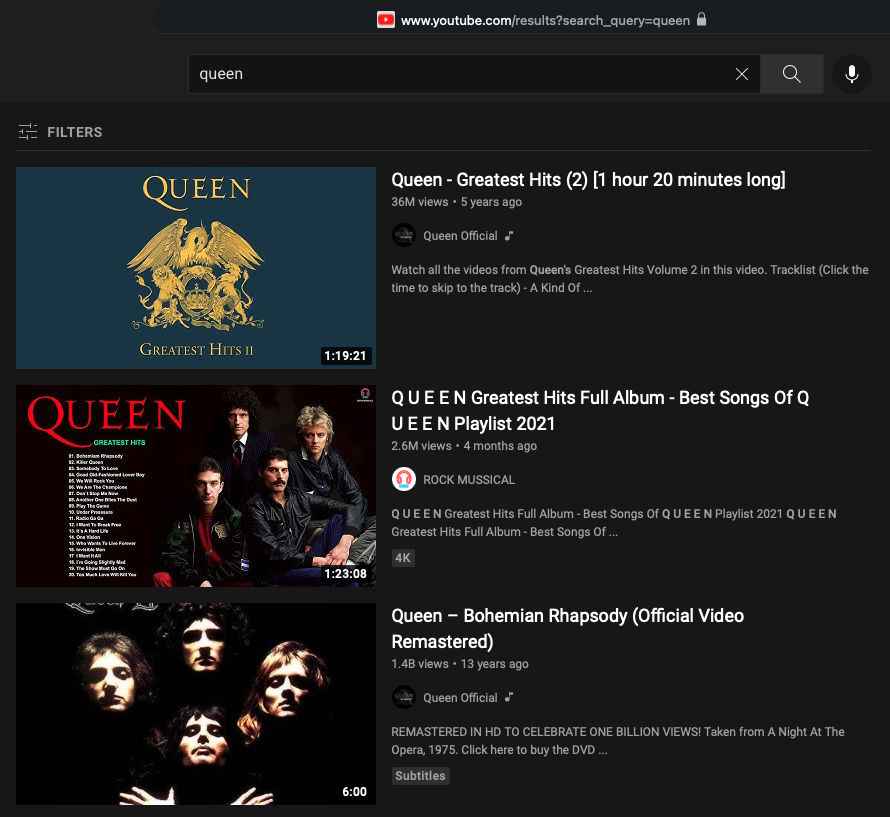 www.youtube.com/results?search_query=queen
queen
FILTERS
QUEEN
GREATEST HITS II
1:19:21
Queen - Greatest Hits (2) [1 hour 20 minutes long]
36M views • 5 years ago
Queen Official
Watch all the videos from Queen's Greatest Hits Volume 2 in this video. Tracklist (Click the
time to skip to the track) - A Kind Of ...
QUEEN
GREATEST HITS
01. Bohemian Rhapsody
02. Killer Queen
03. Somebody To Love
04. Good Old-Fashioned Lover Boy
05. We Will Rock You
06. We Are The Champions
07. Don't Stop Me Now
08. Another One Bites The Dust
09. Play The Game
10. Under Pressure
11. Radio Ga Ga
12. I Want To Break Free
13. It's A Hard Life
14. One Vision
15. Who Wants To Live Forever
16. Invisible Man
17 I Want It All
18. I'm Going Slightly Mad
19. The Show Must Go On
20. Too Much Love Will Kill You
1:23:08
Q U E E N Greatest Hits Full Album - Best Songs Of Q
U E E N Playlist 2021
2.6M views • 4 months ago
ROCK MUSSICAL
Q U E E N Greatest Hits Full Album - Best Songs Of Q U E E N Playlist 2021 Q U E E N
Greatest Hits Full Album - Best Songs Of ...
4K
6:00
Queen – Bohemian Rhapsody (Official Video
Remastered)
1.4B views • 13 years ago
Queen Official
REMASTERED IN HD TO CELEBRATE ONE BILLION VIEWS! Taken from A Night At The
Opera, 1975. Click here to buy the DVD ...
Subtitles